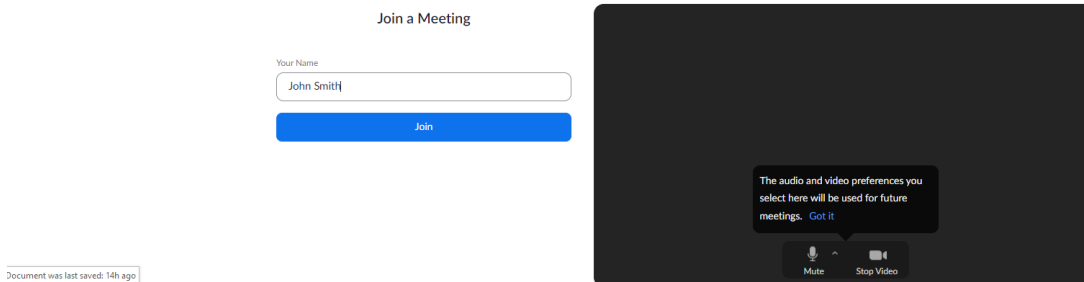 Join a Meeting
Your Name
John Smith
Join
The audio and video preferences you
select here will be used for future
meetings. Got it
Mute
Stop Video
Document was last saved: 14h ago